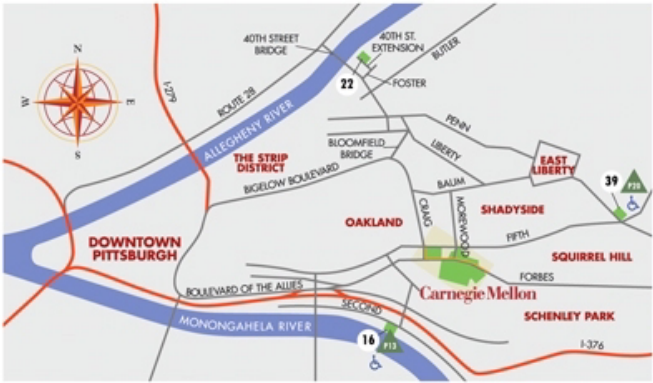 N
W
E
S
I-279
40TH STREET
BRIDGE
40TH ST.
EXTENSION
BUTLER
22
FOSTER
ROUTE 28
ALLEGHENY RIVER
PENN
THE STRIP
DISTRICT
BLOOMFIELD
BRIDGE
LIBERTY
EAST
LIBERTY
BIGELOW BOULEVARD
BAUM
39
P20
CRAIG
MOREWOOD
SHADYSIDE
OAKLAND
FIFTH
DOWNTOWN
PITTSBURGH
SQUIRREL HILL
FORBES
BOULEVARD OF THE ALLIES
Carnegie Mellon
SECOND
SCHENLEY PARK
MONONGAHELA RIVER
16
P13
I-376